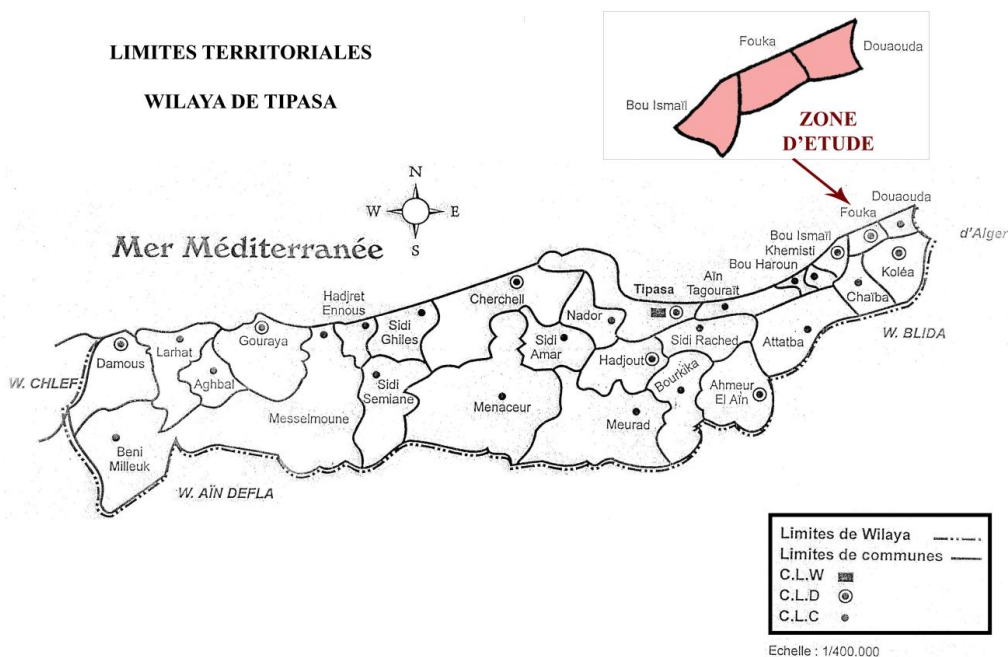 LIMITES TERRITORIALES
WILAYA DE TIPASA
Fouka
Douaouda
Bou Ismaïl
ZONE
D'ETUDE
N
W
E
S
Mer Méditerranée
Douaouda
Fouka
d'Alger
Bou Ismaïl
Khemisti
Bou Haroun
Koléa
Chaïba
W. BLIDA
Aïn
Tagouraït
Tipasa
Cherchell
Hadjret
Ennous
Sidi
Ghiles
Nador
Sidi Rached
Attatba
Gouraya
Larhat
Damous
Aghbal
Sidi
Amar
Hadjout
Bourkika
Ahmeur
El Aïn
W. CHLEF
Sidi
Semiane
Menaceur
Messelmoune
Meurad
Beni
Milleuk
W. AÏN DEFLA
Limites de Wilaya
Limites de communes
C.L.W
C.L.D
C.L.C
Echelle : 1/400.000